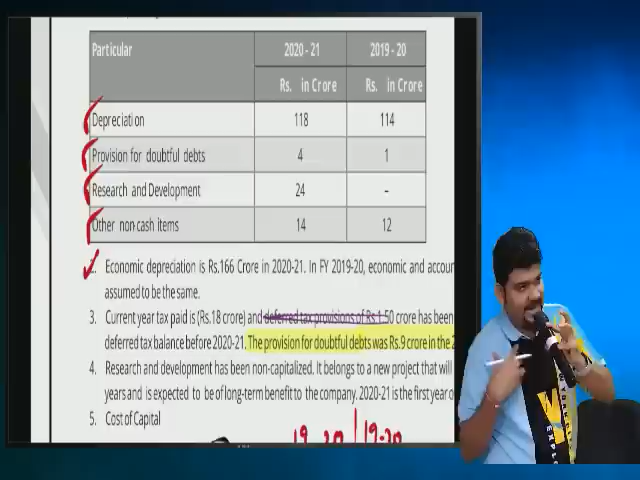 Particular 2020 - 21 2019 - 20
Rs. in Crore Rs. in Crore
Depreciation 118 114
Provision for doubtful debts 4 1
Research and Development 24 -
Other non-cash items 14 12
2. Economic depreciation is Rs.166 Crore in 2020-21. In FY 2019-20, economic and accoun
assumed to be the same.
3. Current year tax paid is (Rs.18 crore) and deferred tax provisions of Rs 1.50 crore has been
deferred tax balance before 2020-21. The provision for doubtful debts was Rs.9 crore in the 2
4. Research and development has been non-capitalized. It belongs to a new project that will
years and is expected to be of long-term benefit to the company. 2020-21 is the first year o
5. Cost of Capital
19-20 19-20